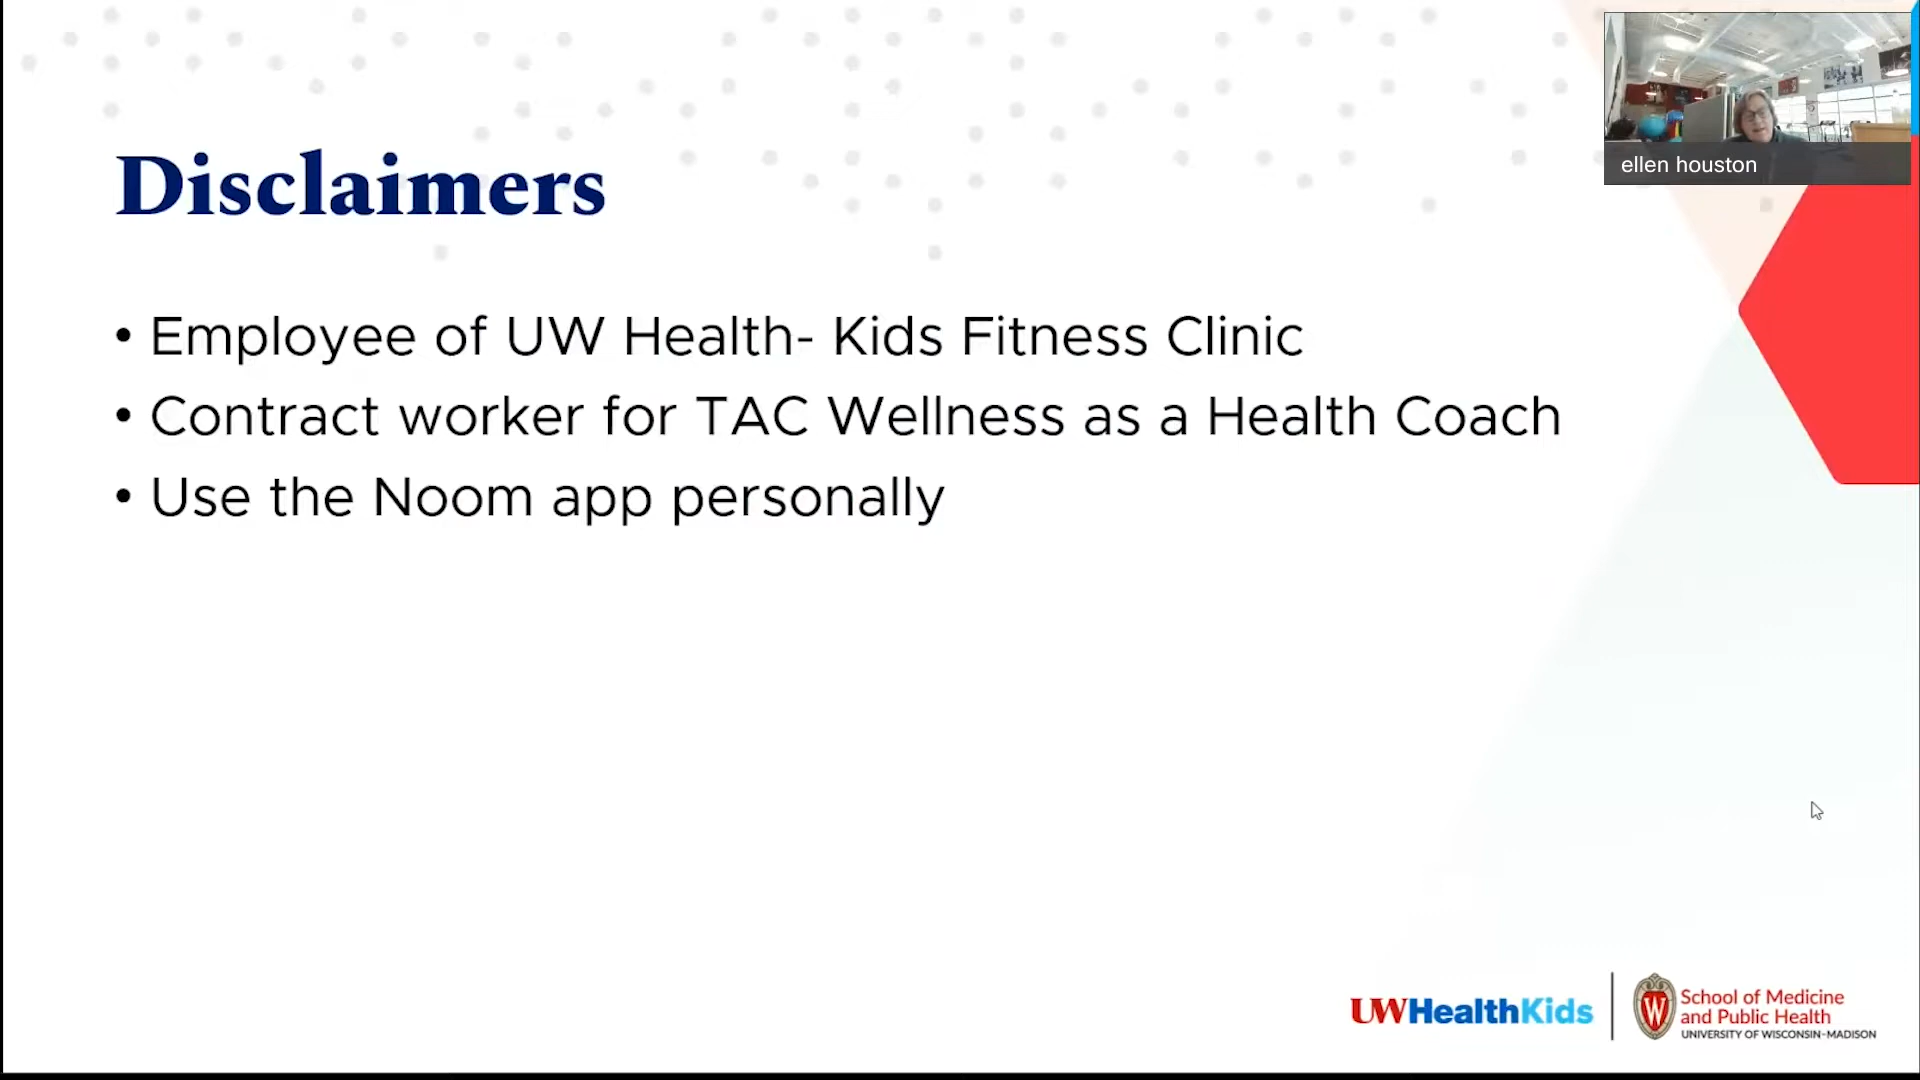 ellen houston
Disclaimers
• Employee of UW Health- Kids Fitness Clinic
• Contract worker for TAC Wellness as a Health Coach
• Use the Noom app personally
UWHealthKids
W
School of Medicine
and Public Health
UNIVERSITY OF WISCONSIN-MADISON